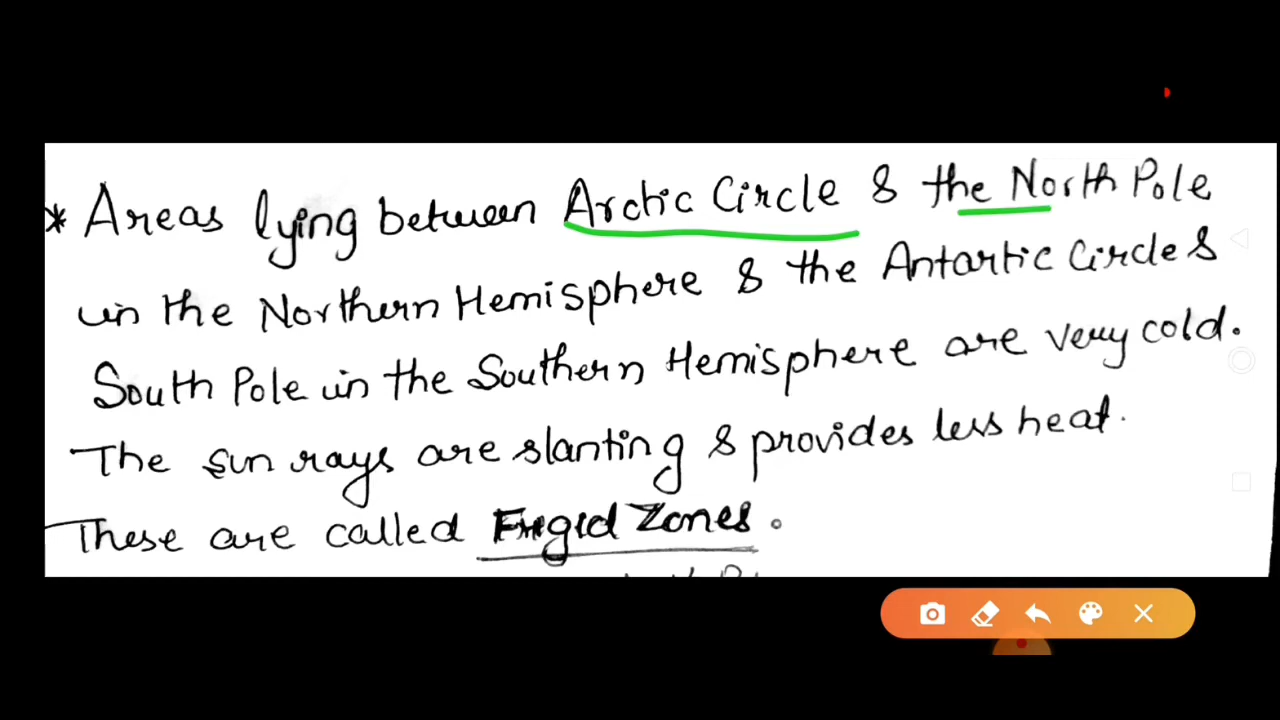 * Areas lying between Arctic Circle & the North Pole
in the Northern Hemisphere & the Antartic Circle &
South Pole in the Southern Hemisphere are very cold.
The sun rays are slanting & provides less heat.
These are called Frigid Zones.